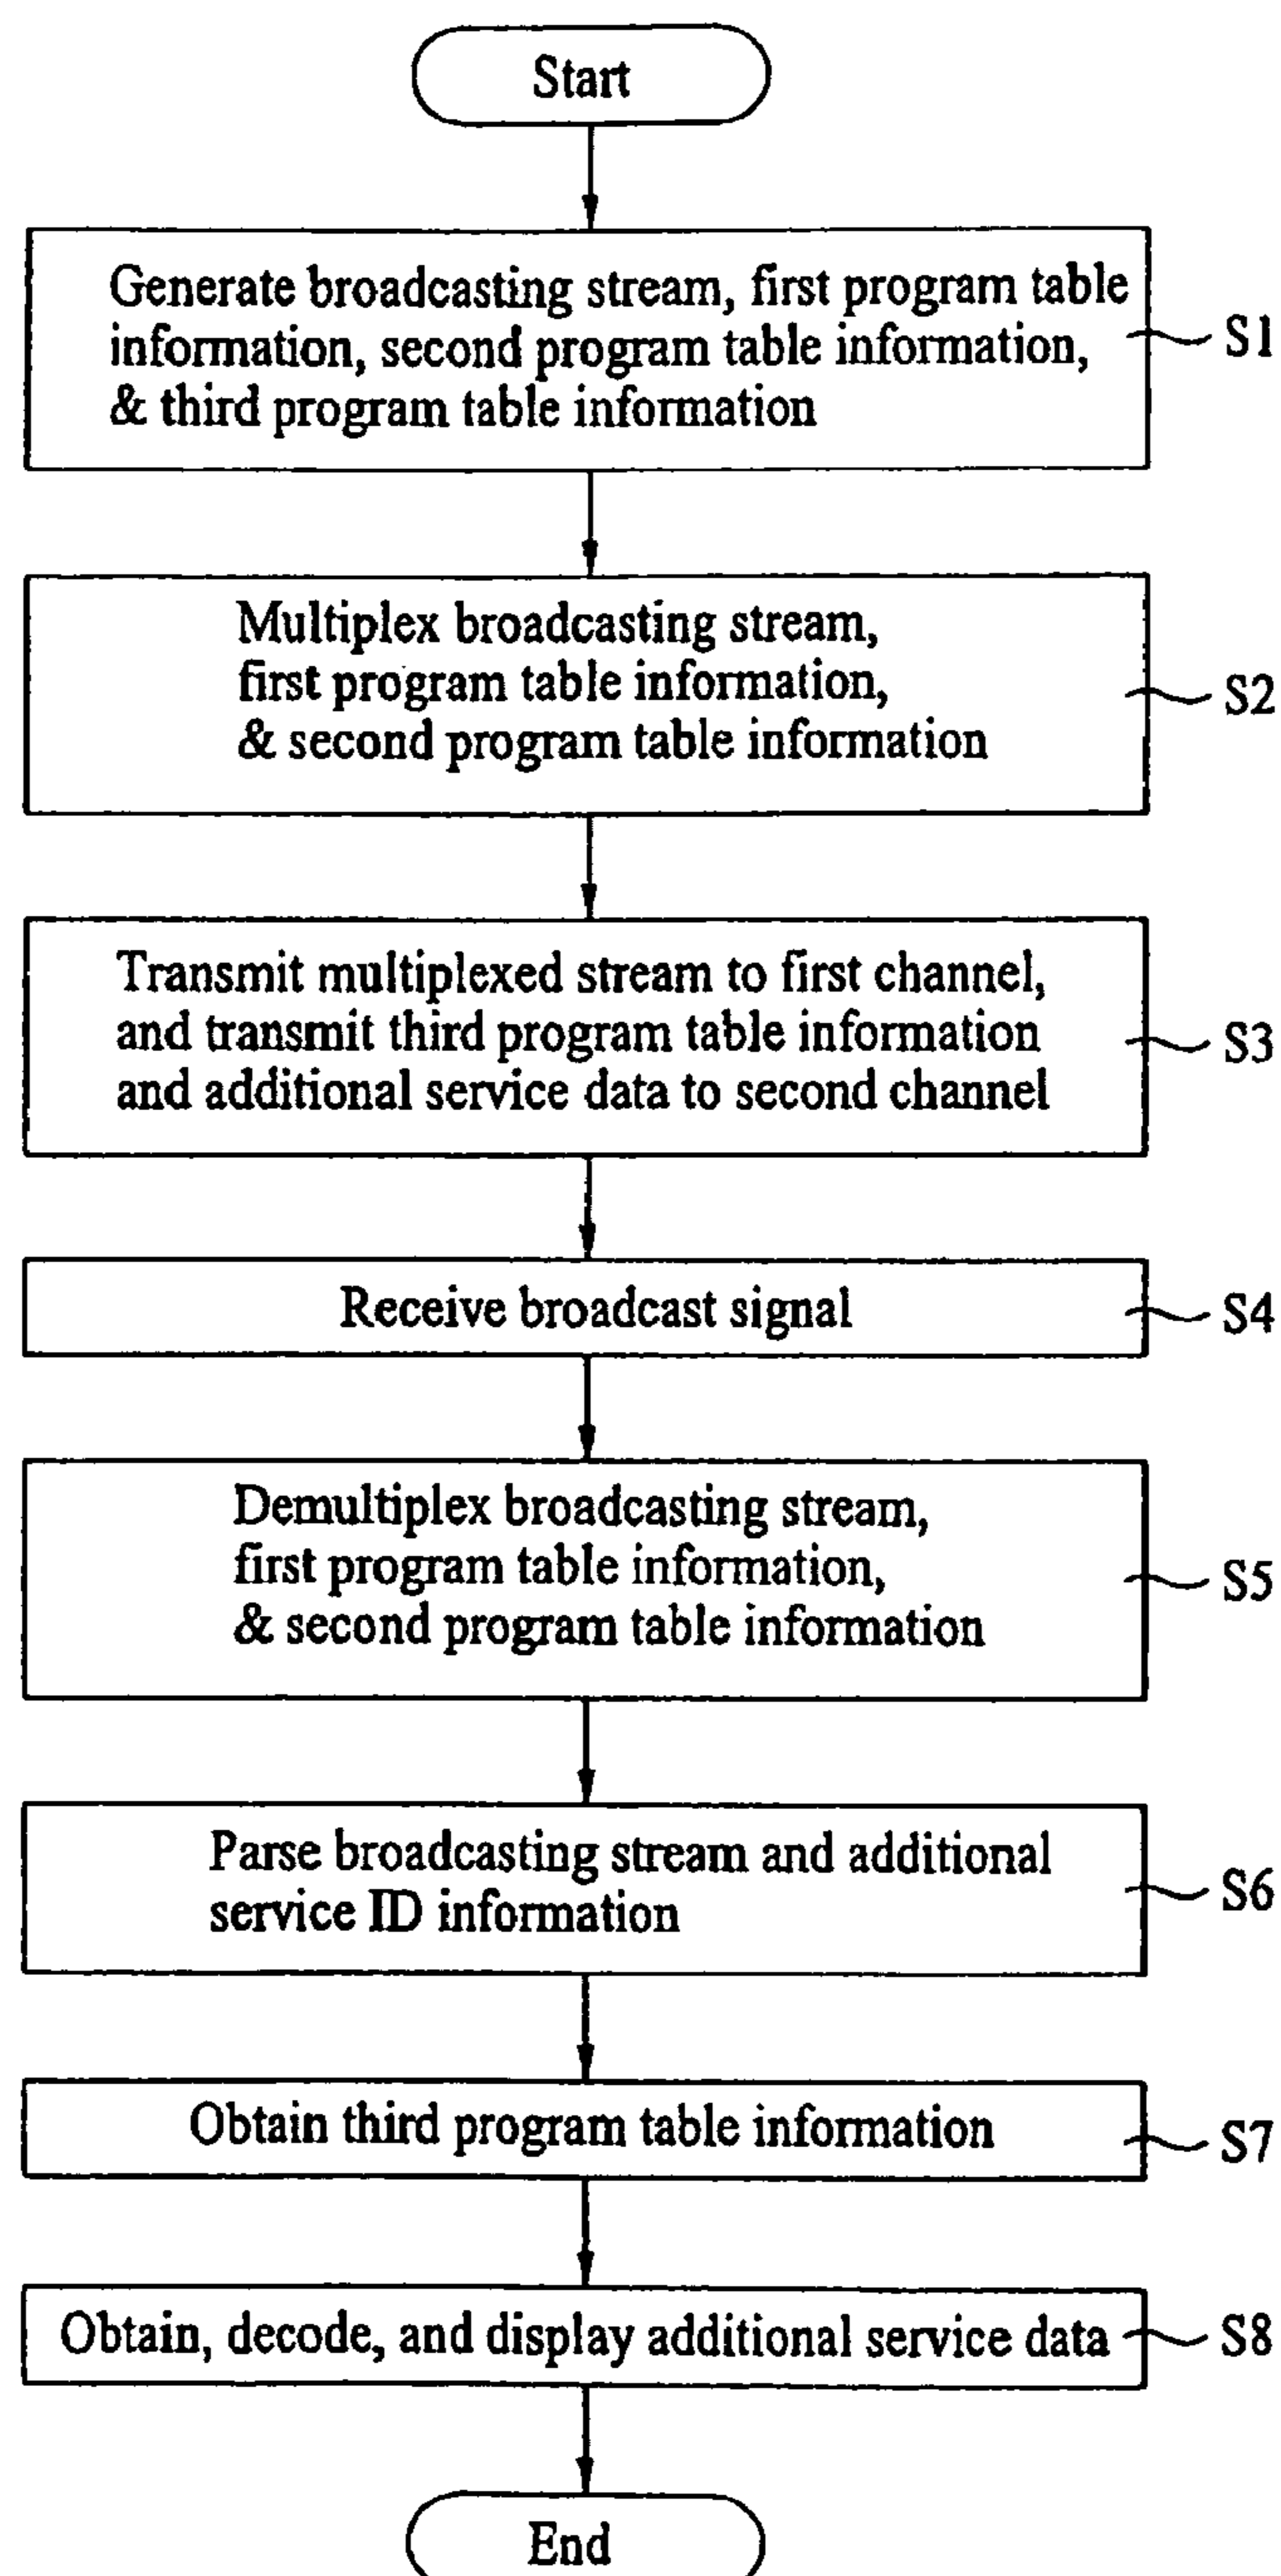 Start
Generate broadcasting stream, first program table
information, second program table information,
& third program table information
S1
Multiplex broadcasting stream,
first program table information,
& second program table information
S2
Transmit multiplexed stream to first channel,
and transmit third program table information
and additional service data to second channel
S3
Receive broadcast signal
S4
Demultiplex broadcasting stream,
first program table information,
& second program table information
S5
Parse broadcasting stream and additional
service ID information
S6
Obtain third program table information
S7
Obtain, decode, and display additional service data
S8
End